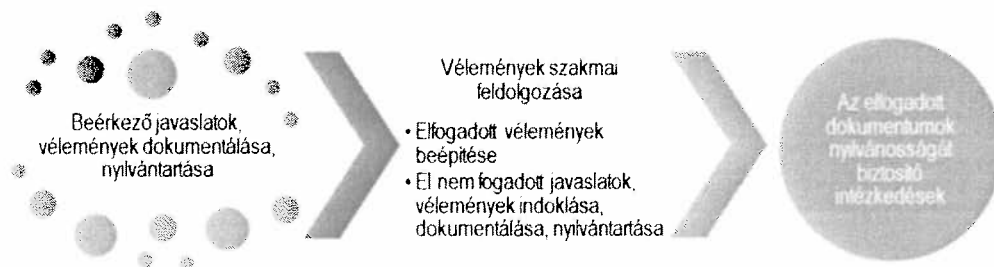 Beérkező javaslatok,
vélemények dokumentálása,
nyilvántartása
Vélemények szakmai
feldolgozása
• Elfogadott vélemények
beépítése
• El nem fogadott javaslatok,
vélemények indoklása,
dokumentálása, nyilvántartása
Az elfogadott
dokumentumok
nyilvánosságát
biztosító
intézkedések